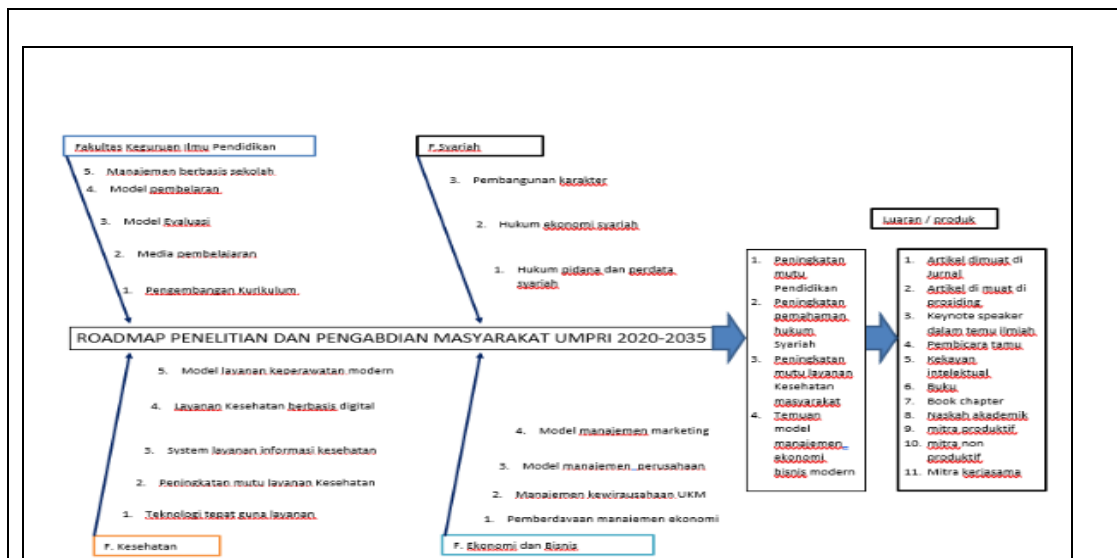 Fakultas Keguruan Ilmu Pendidikan
5. Manajemen berbasis sekolah
4. Model pembelaran
3. Model Evaluasi
2. Media pembelajaran
1. Pengembangan Kurikulum
F.Syariah
3. Pembangunan karakter
2. Hukum ekonomi syariah
1. Hukum pidana dan perdata
syariah
ROADMAP PENELITIAN DAN PENGABDIAN MASYARAKAT UMPRI 2020-2035
5. Model layanan keperawatan modern
4. Layanan Kesehatan berbasis digital
3. System layanan informasi kesehatan
2. Peningkatan mutu layanan Kesehatan
1. Teknologi tepat guna layanan
F. Kesehatan
4. Model manajemen marketing
3. Model manajemen perusahaan
2. Manajemen kewirausahaan UKM
1. Pemberdayaan manajemen ekonomi
F. Ekonomi dan Bisnis
1. Peningkatan
mutu
Pendidikan
2. Peningkatan
pemahaman
hukum
Syariah
3. Peningkatan
mutu layanan
Kesehatan
masyarakat
4. Temuan
model
manajemen
ekonomi
bisnis modern
Luaran / produk
1. Artikel dimuat di
Jurnal
2. Artikel di muat di
prosiding
3. Keynote speaker
dalam temu ilmiah
4. Pembicara tamu
5. Kekayan
intelektual
6. Buku
7. Book chapter
8. Naskah akademik
9. mitra produktif
10. mitra non
produktif
11. Mitra kerjasama